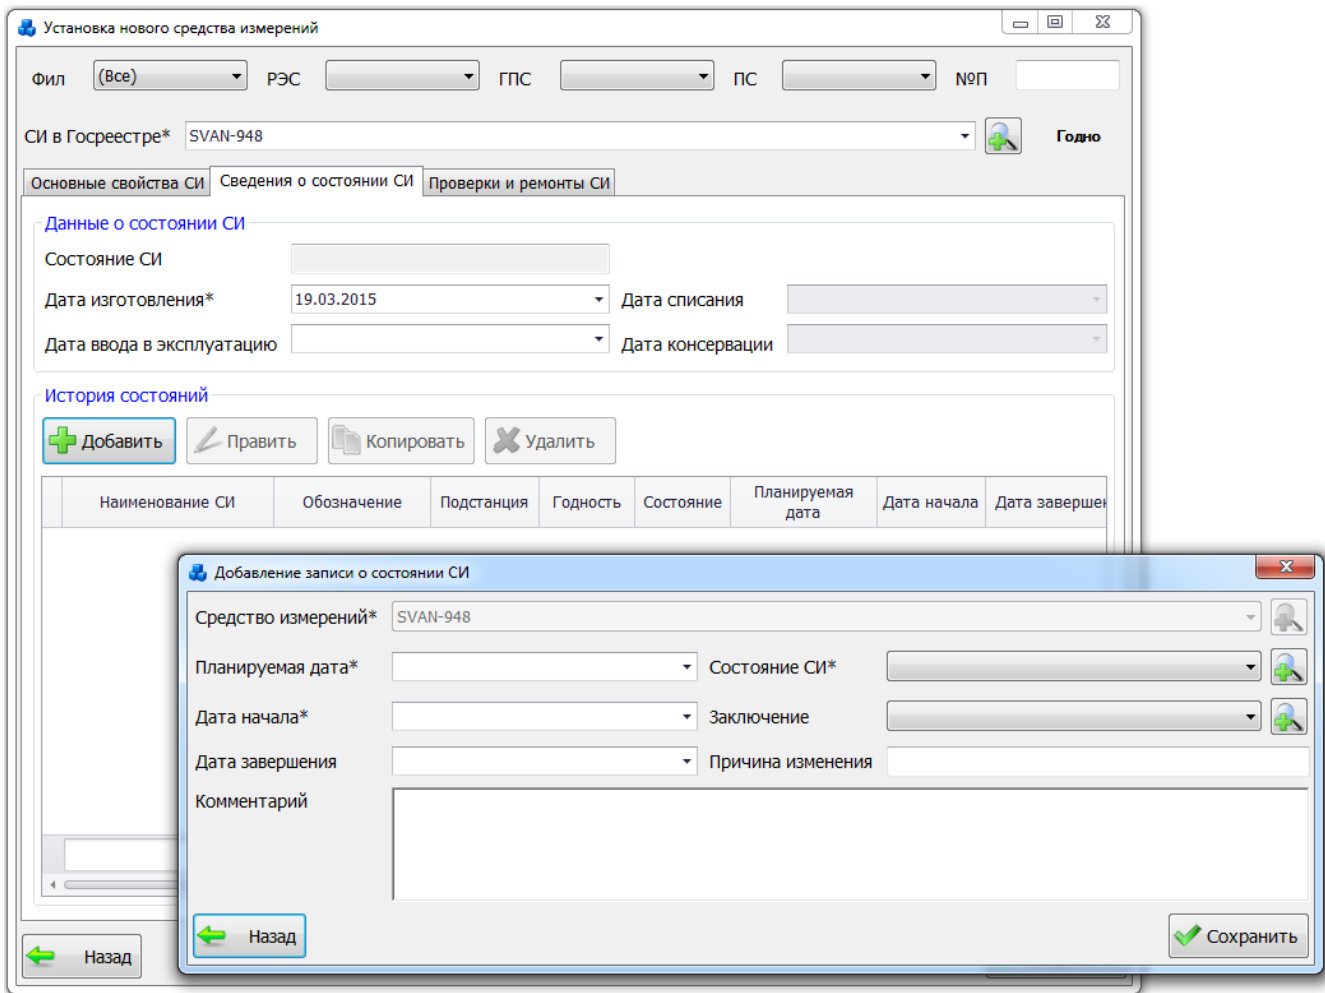 Установка нового средства измерений
Фил (Все) РЭС ГПС ПС №П
СИ в Госреестре* SVAN-948 Годно
Основные свойства СИ Сведения о состоянии СИ Проверки и ремонты СИ
Данные о состоянии СИ
Состояние СИ
Дата изготовления* 19.03.2015 Дата списания
Дата ввода в эксплуатацию Дата консервации
История состояний
Добавить Править Копировать Удалить
Наименование СИ Обозначение Подстанция Годность Состояние Планируемая дата Дата начала Дата завершен
Добавление записи о состоянии СИ
Средство измерений* SVAN-948
Планируемая дата* Состояние СИ*
Дата начала* Заключение
Дата завершения Причина изменения
Комментарий
Назад Сохранить
Назад